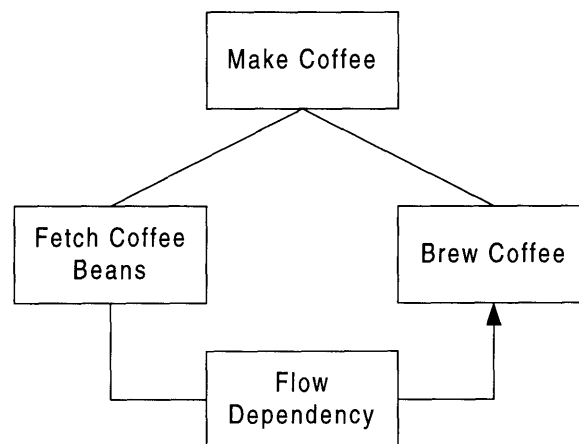 Make Coffee
Fetch Coffee
Beans
Brew Coffee
Flow
Dependency